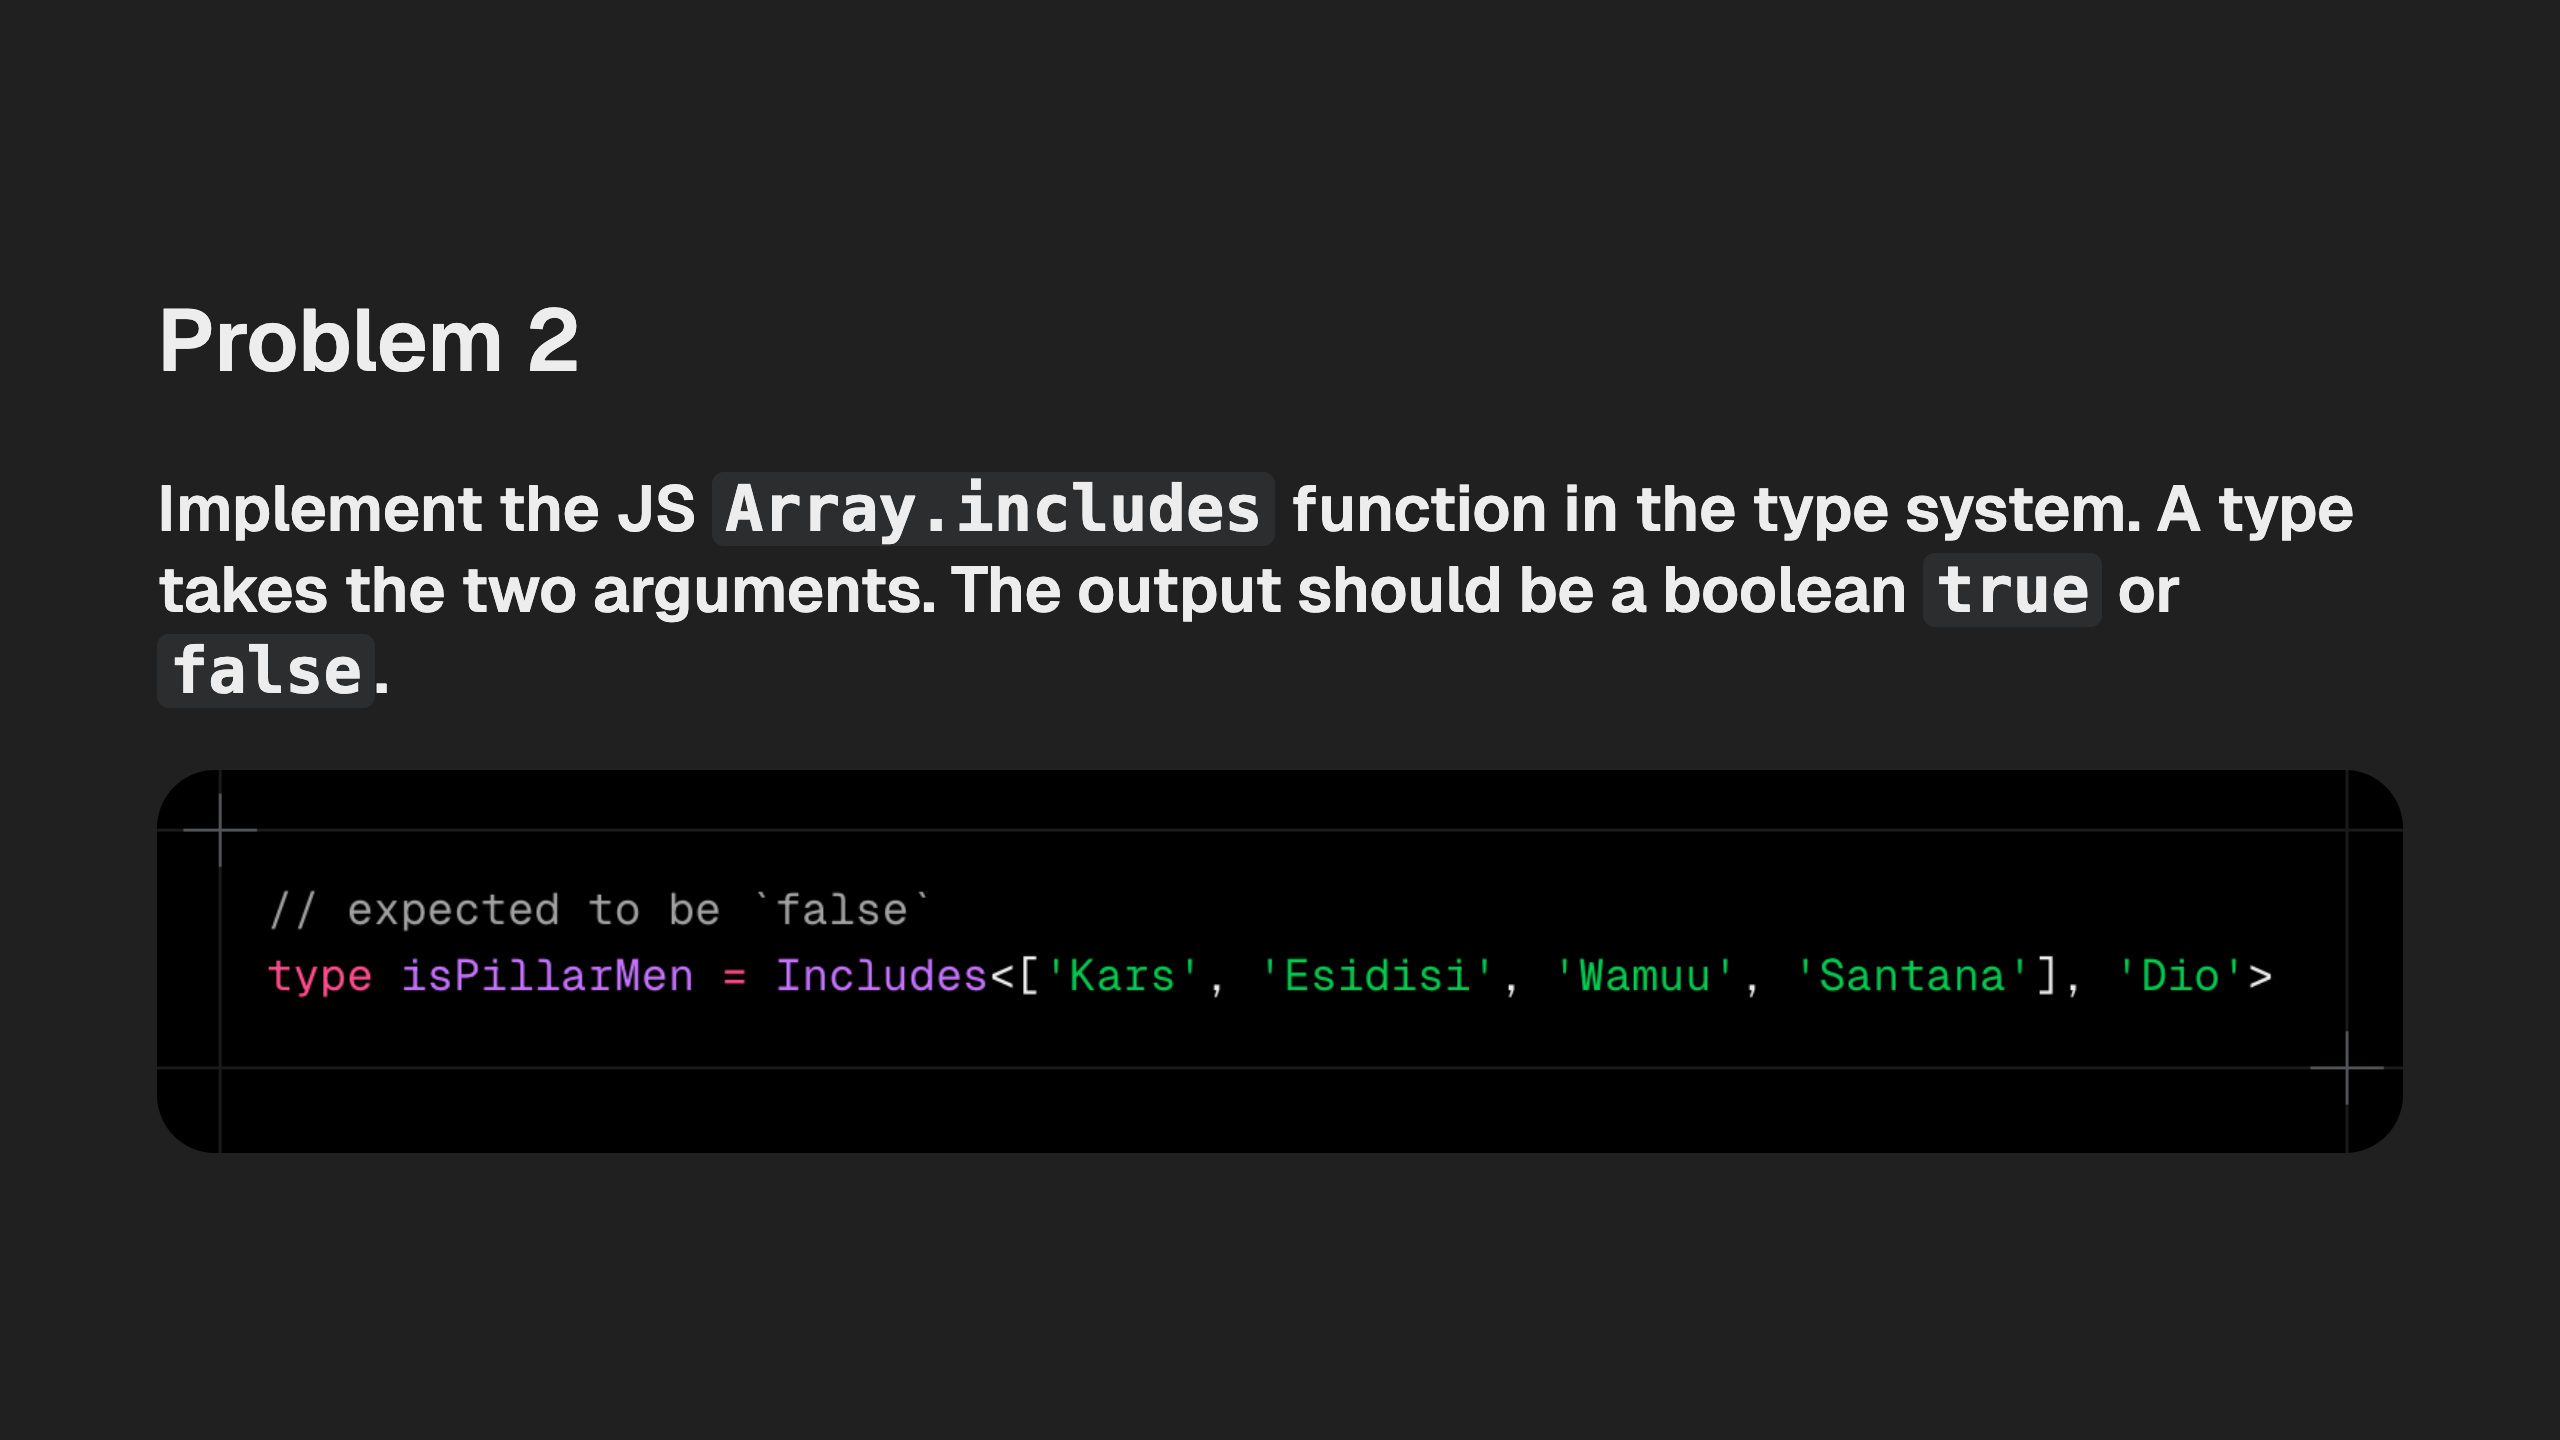 Problem 2
Implement the JS Array.includes function in the type system. A type
takes the two arguments. The output should be a boolean true or
false.
// expected to be `false`
type isPillarMen = Includes<['Kars', 'Esidisi', 'Wamuu', 'Santana'], 'Dio'>